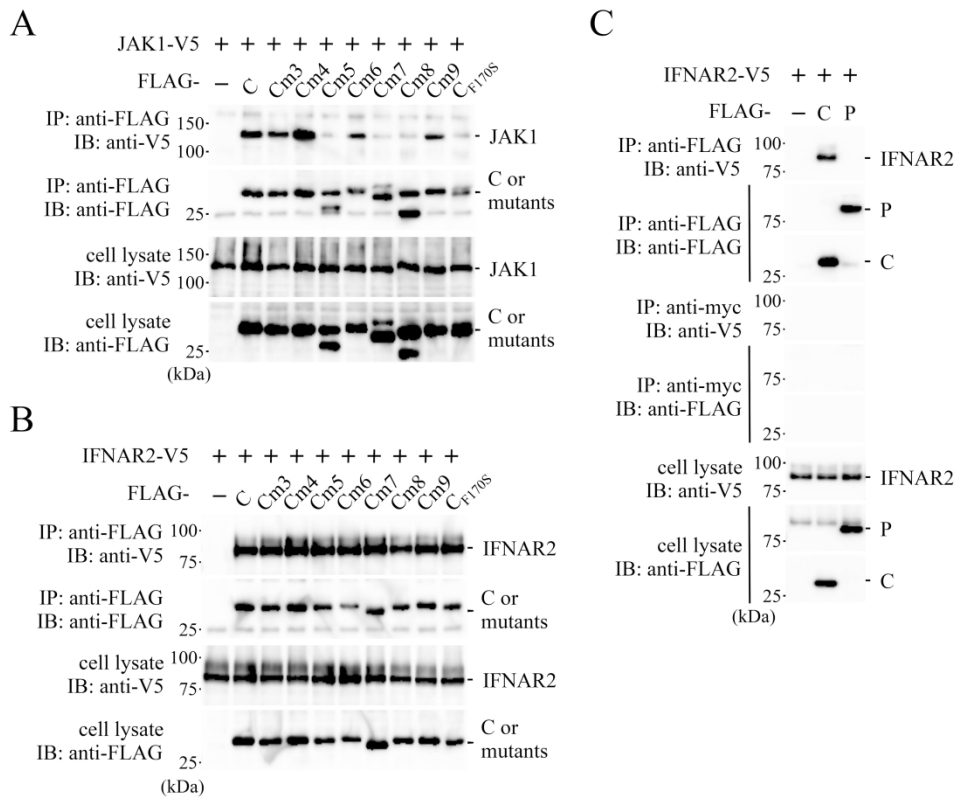 A
JAK1-V5 + + + + + + + + + +
FLAG- – C Cm3 Cm4 Cm5 Cm6 Cm7 Cm8 Cm9 CF170S
IP: anti-FLAG
IB: anti-V5
150
100
JAK1
IP: anti-FLAG
IB: anti-FLAG
25
C or
mutants
cell lysate
IB: anti-V5
150
100
JAK1
cell lysate
IB: anti-FLAG
25
C or
mutants
(kDa)
B
IFNAR2-V5 + + + + + + + + + +
FLAG- – C Cm3 Cm4 Cm5 Cm6 Cm7 Cm8 Cm9 CF170S
IP: anti-FLAG
IB: anti-V5
100
75
IFNAR2
IP: anti-FLAG
IB: anti-FLAG
25
C or
mutants
cell lysate
IB: anti-V5
100
75
IFNAR2
cell lysate
IB: anti-FLAG
25
C or
mutants
(kDa)
C
IFNAR2-V5 + + +
FLAG- – C P
IP: anti-FLAG
IB: anti-V5
100
75
IFNAR2
IP: anti-FLAG
IB: anti-FLAG
75
25
P
C
IP: anti-myc
IB: anti-V5
100
75
IP: anti-myc
IB: anti-FLAG
75
25
cell lysate
IB: anti-V5
100
75
IFNAR2
cell lysate
IB: anti-FLAG
75
25
P
C
(kDa)